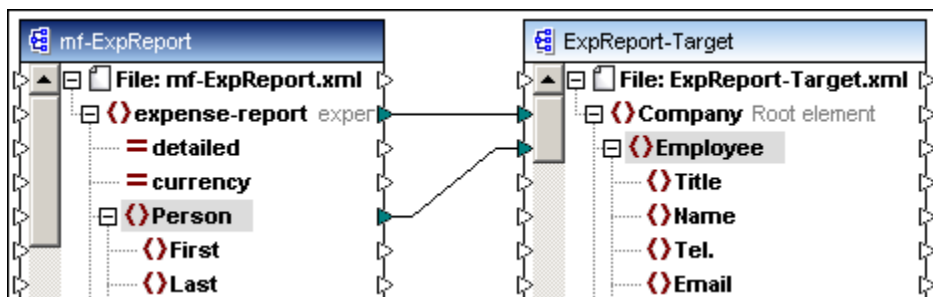 mf-ExpReport
File: mf-ExpReport.xml
expense-report exper
detailed
currency
Person
First
Last
ExpReport-Target
File: ExpReport-Target.xml
Company Root element
Employee
Title
Name
Tel.
Email